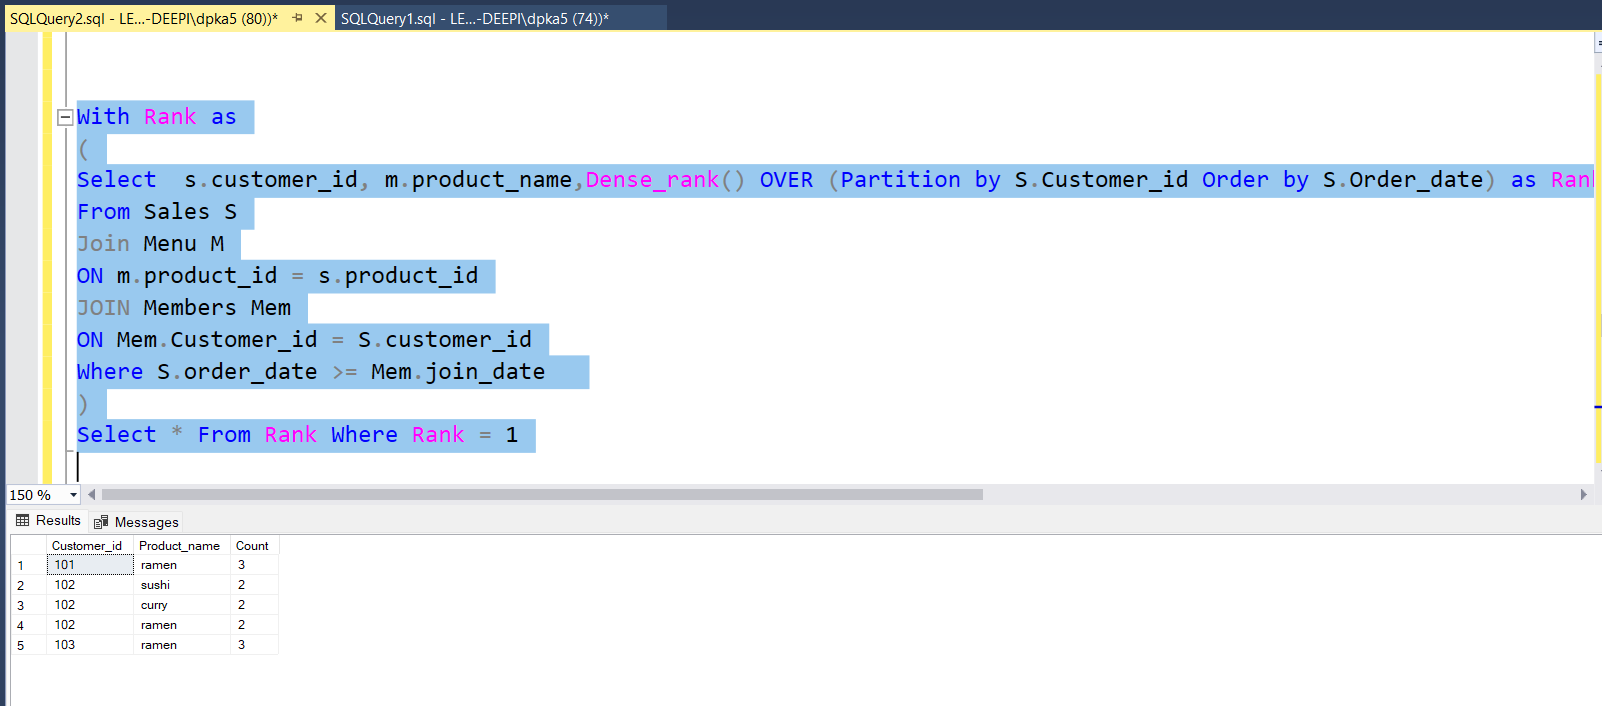 SQLQuery2.sql - LE...-DEEPI\dpka5 (80))* SQLQuery1.sql - LE...-DEEPI\dpka5 (74))*
With Rank as
(
Select  s.customer_id, m.product_name,Dense_rank() OVER (Partition by S.Customer_id Order by S.Order_date) as Ran
From Sales S
Join Menu M
ON m.product_id = s.product_id
JOIN Members Mem
ON Mem.Customer_id = S.customer_id
Where S.order_date >= Mem.join_date
)
Select * From Rank Where Rank = 1
150 %
Results Messages
Customer_id Product_name Count
1 101 ramen 3
2 102 sushi 2
3 102 curry 2
4 102 ramen 2
5 103 ramen 3